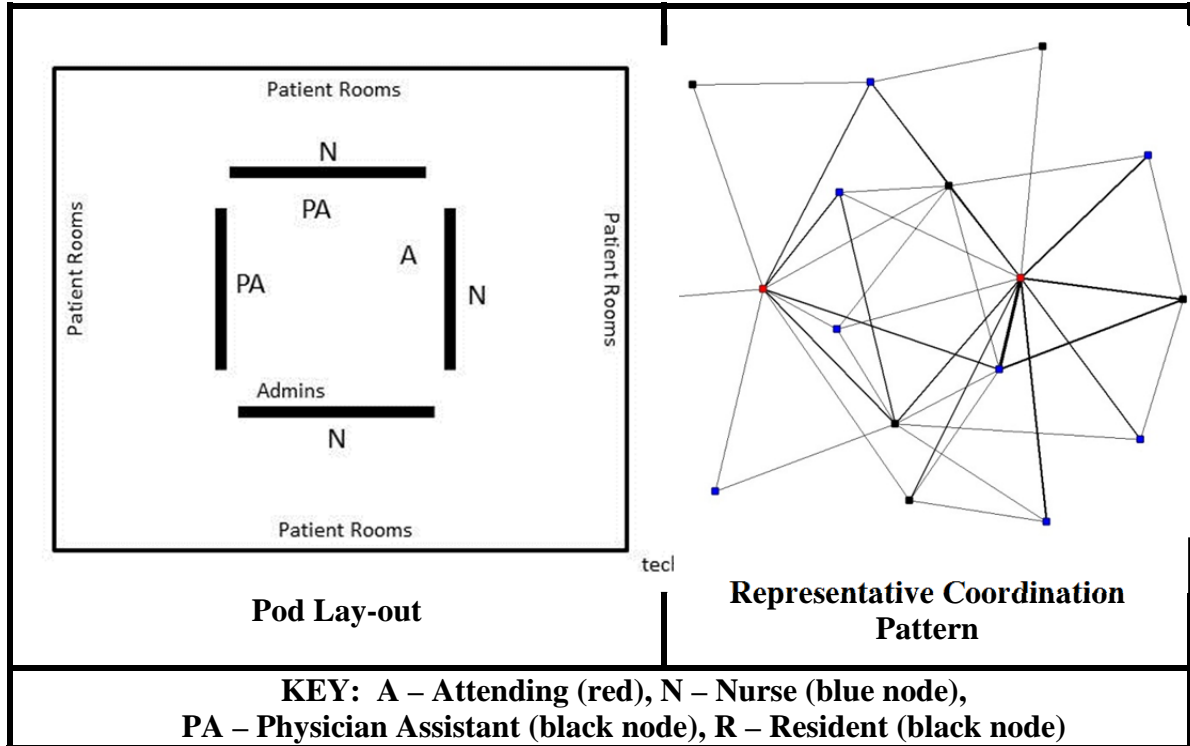 Patient Rooms
N
PA
Patient Rooms
A
Patient Rooms
PA
N
Admins
N
Patient Rooms
tecl
Pod Lay-out
Representative Coordination
Pattern
KEY: A – Attending (red), N – Nurse (blue node),
PA – Physician Assistant (black node), R – Resident (black node)